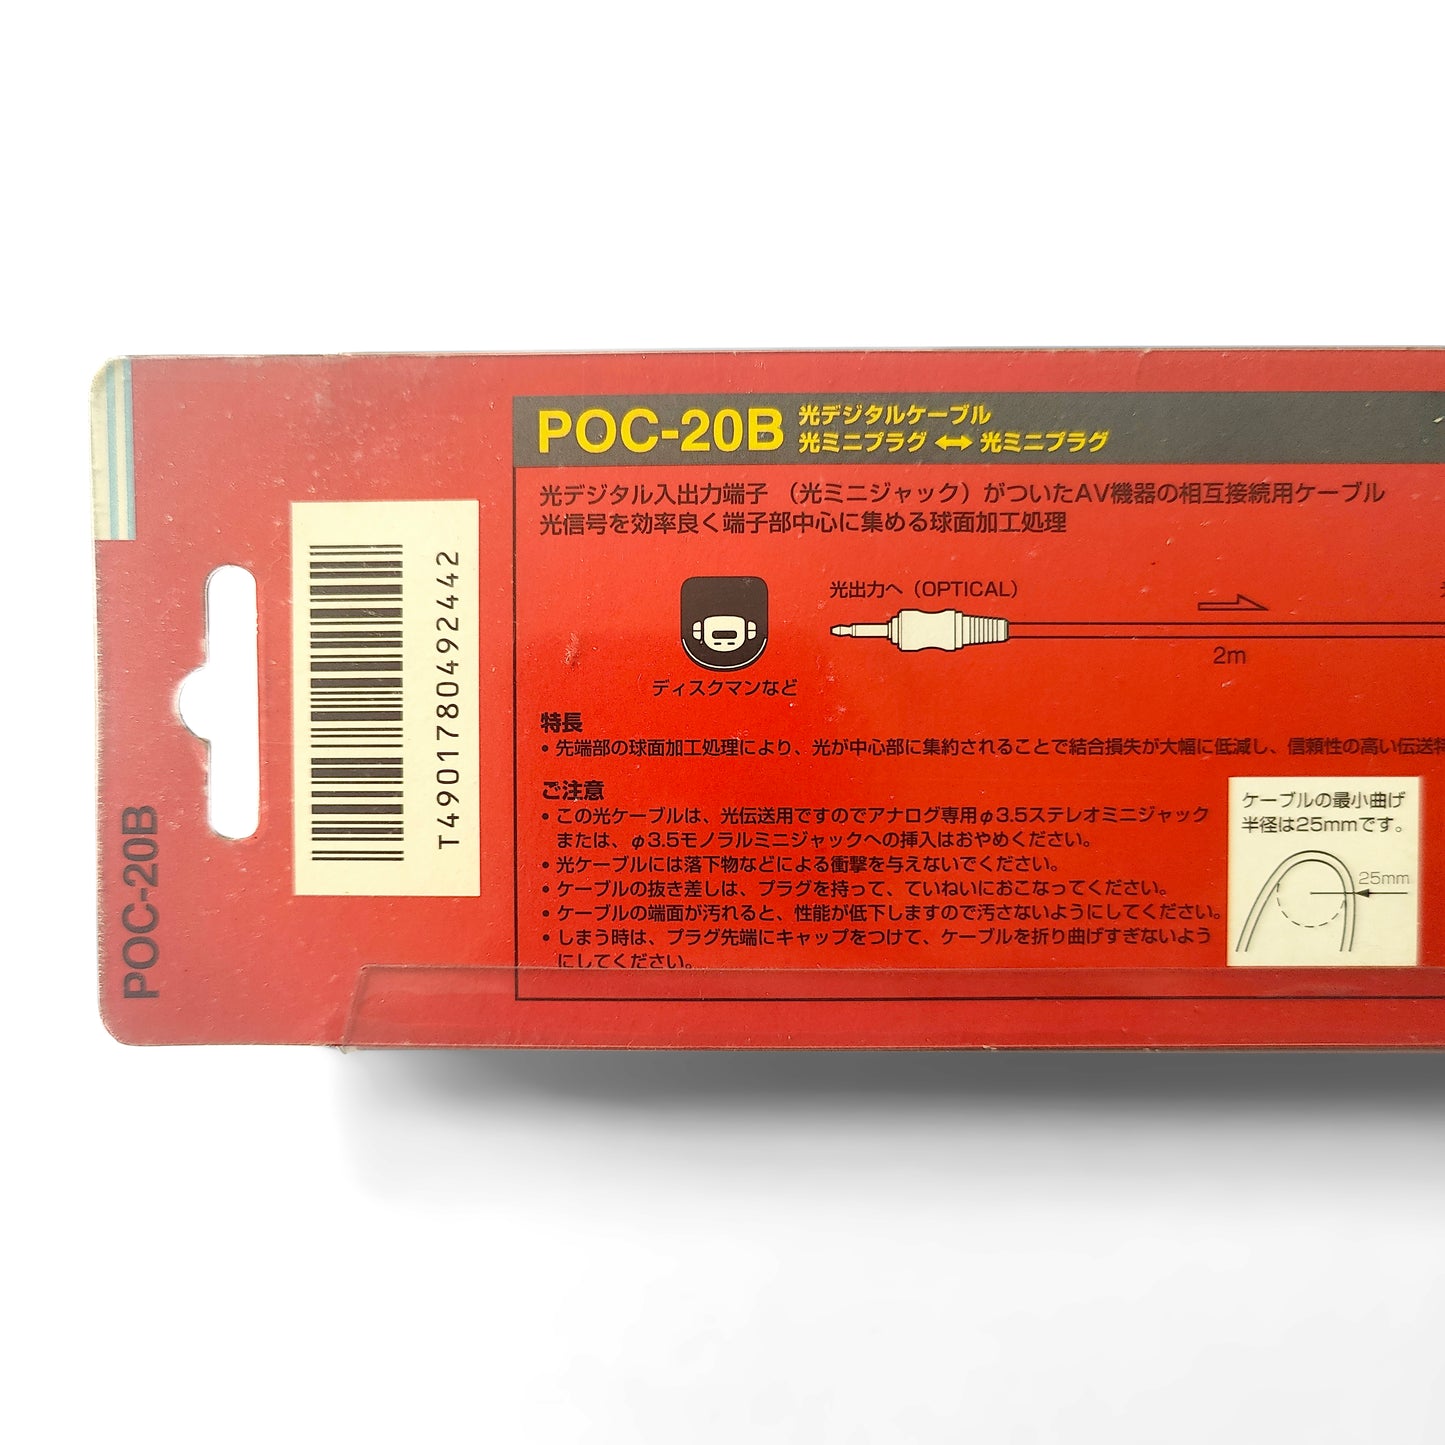 POC-20B
光デジタルケーブル
光ミニプラグ ↔ 光ミニプラグ
光デジタル入出力端子 （光ミニジャック）がついたAV機器の相互接続用ケーブル
光信号を効率良く端子部中心に集める球面加工処理
光出力へ（OPTICAL）
2m
ディスクマンなど
特長
• 先端部の球面加工処理により、光が中心部に集約されることで結合損失が大幅に低減し、信頼性の高い伝送
ご注意
• この光ケーブルは、光伝送用ですのでアナログ専用φ3.5ステレオミニジャック
または、φ3.5モノラルミニジャックへの挿入はおやめください。
• 光ケーブルには落下物などによる衝撃を与えないでください。
• ケーブルの抜き差しは、プラグを持って、ていねいにおこなってください。
• ケーブルの端面が汚れると、性能が低下しますので汚さないようにしてください。
• しまう時は、プラグ先端にキャップをつけて、ケーブルを折り曲げすぎないよう
にしてください。
ケーブルの最小曲げ
半径は25mmです。
25mm
T4901780492442
POC-20B